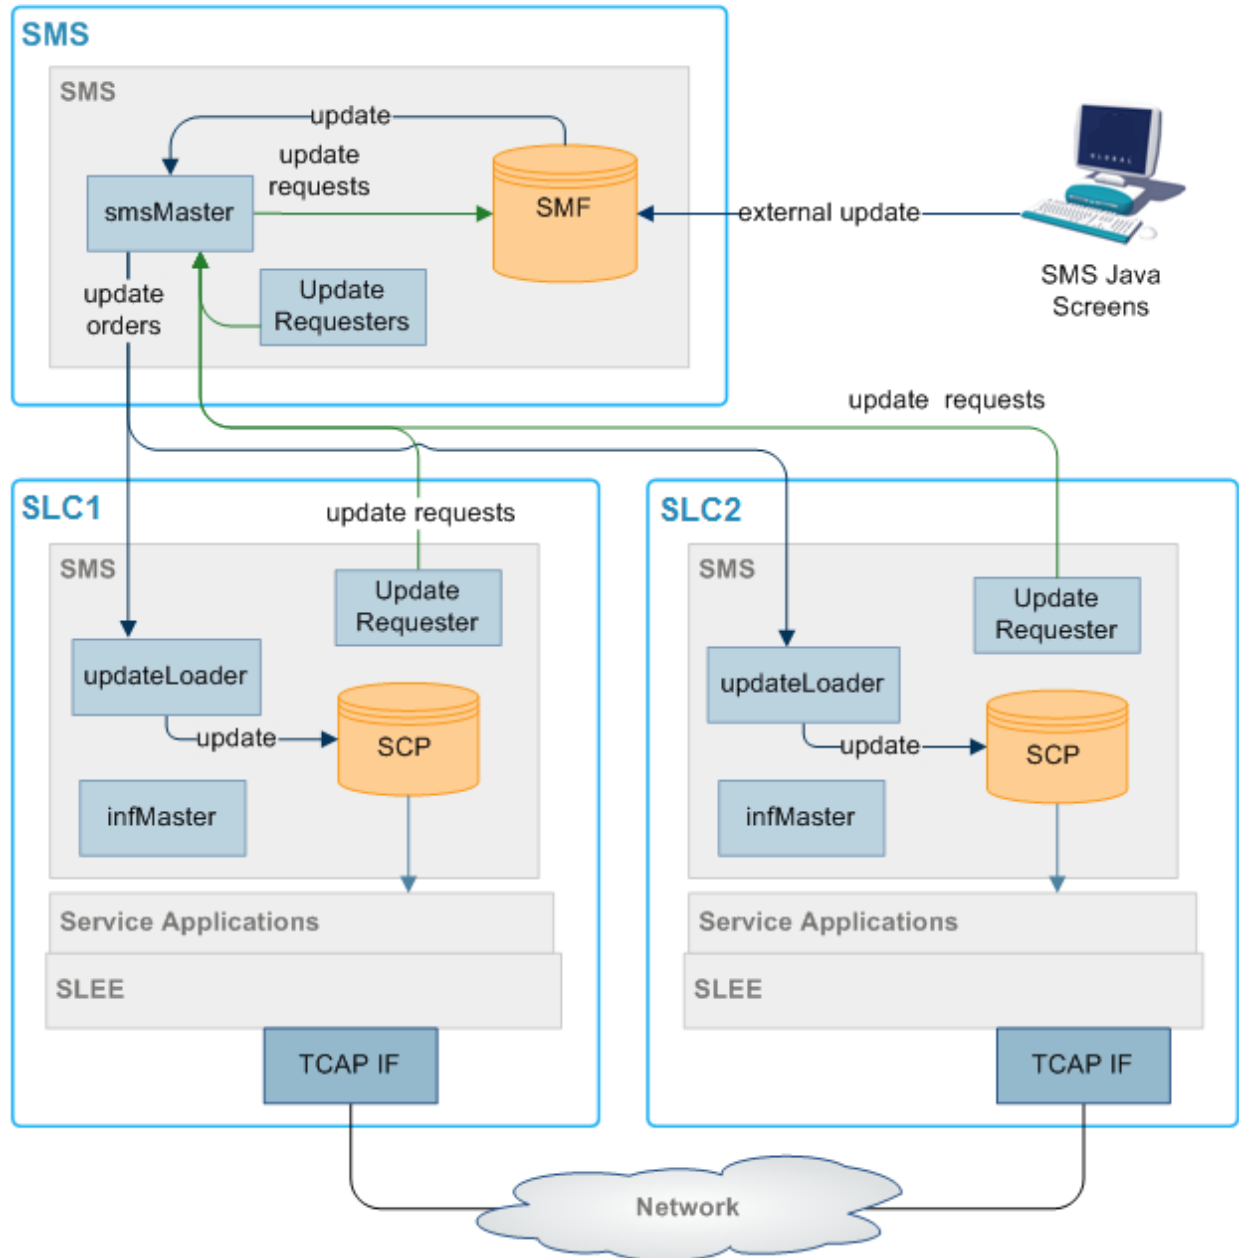 SMS
SMS
update
update
requests
smsMaster
SMF
external update
GLOBAL
SMS Java
Screens
update
orders
Update
Requesters
update requests
SLC1
update requests
SMS
Update
Requester
updateLoader
update
SCP
infMaster
Service Applications
SLEE
TCAP IF
SLC2
SMS
Update
Requester
updateLoader
update
SCP
infMaster
Service Applications
SLEE
TCAP IF
Network